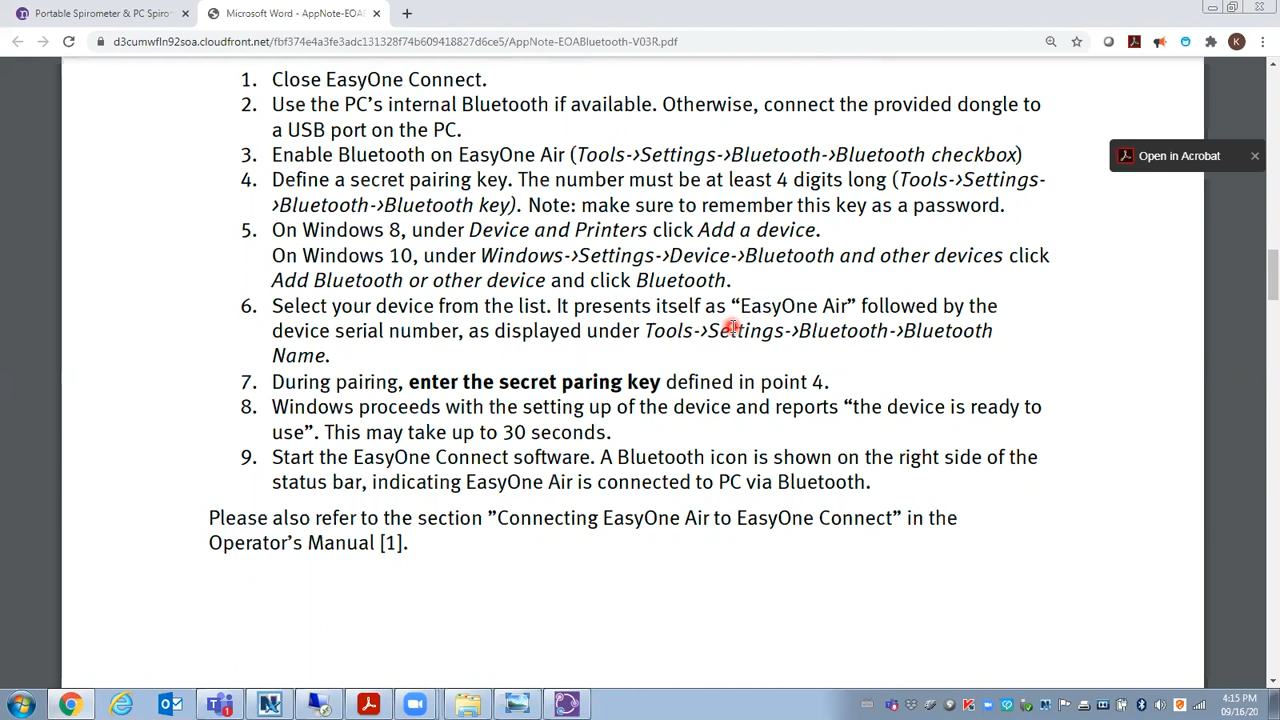 Portable Spirometer & PC Spiro
Microsoft Word - AppNote-EOAB
d3cumwfln92soa.cloudfront.net/fbf374e4a3fe3adc131328f74b609418827d6ce5/AppNote-EOABluetooth-V03R.pdf
K
Open in Acrobat
1. Close EasyOne Connect.
2. Use the PC's internal Bluetooth if available. Otherwise, connect the provided dongle to
a USB port on the PC.
3. Enable Bluetooth on EasyOne Air (Tools->Settings->Bluetooth->Bluetooth checkbox)
4. Define a secret pairing key. The number must be at least 4 digits long (Tools->Settings-
>Bluetooth->Bluetooth key). Note: make sure to remember this key as a password.
5. On Windows 8, under Device and Printers click Add a device.
On Windows 10, under Windows->Settings->Device->Bluetooth and other devices click
Add Bluetooth or other device and click Bluetooth.
6. Select your device from the list. It presents itself as “EasyOne Air” followed by the
device serial number, as displayed under Tools->Settings->Bluetooth->Bluetooth
Name.
7. During pairing, enter the secret paring key defined in point 4.
8. Windows proceeds with the setting up of the device and reports “the device is ready to
use”. This may take up to 30 seconds.
9. Start the EasyOne Connect software. A Bluetooth icon is shown on the right side of the
status bar, indicating EasyOne Air is connected to PC via Bluetooth.
Please also refer to the section ”Connecting EasyOne Air to EasyOne Connect” in the
Operator's Manual [1].
4:15 PM
09/16/20